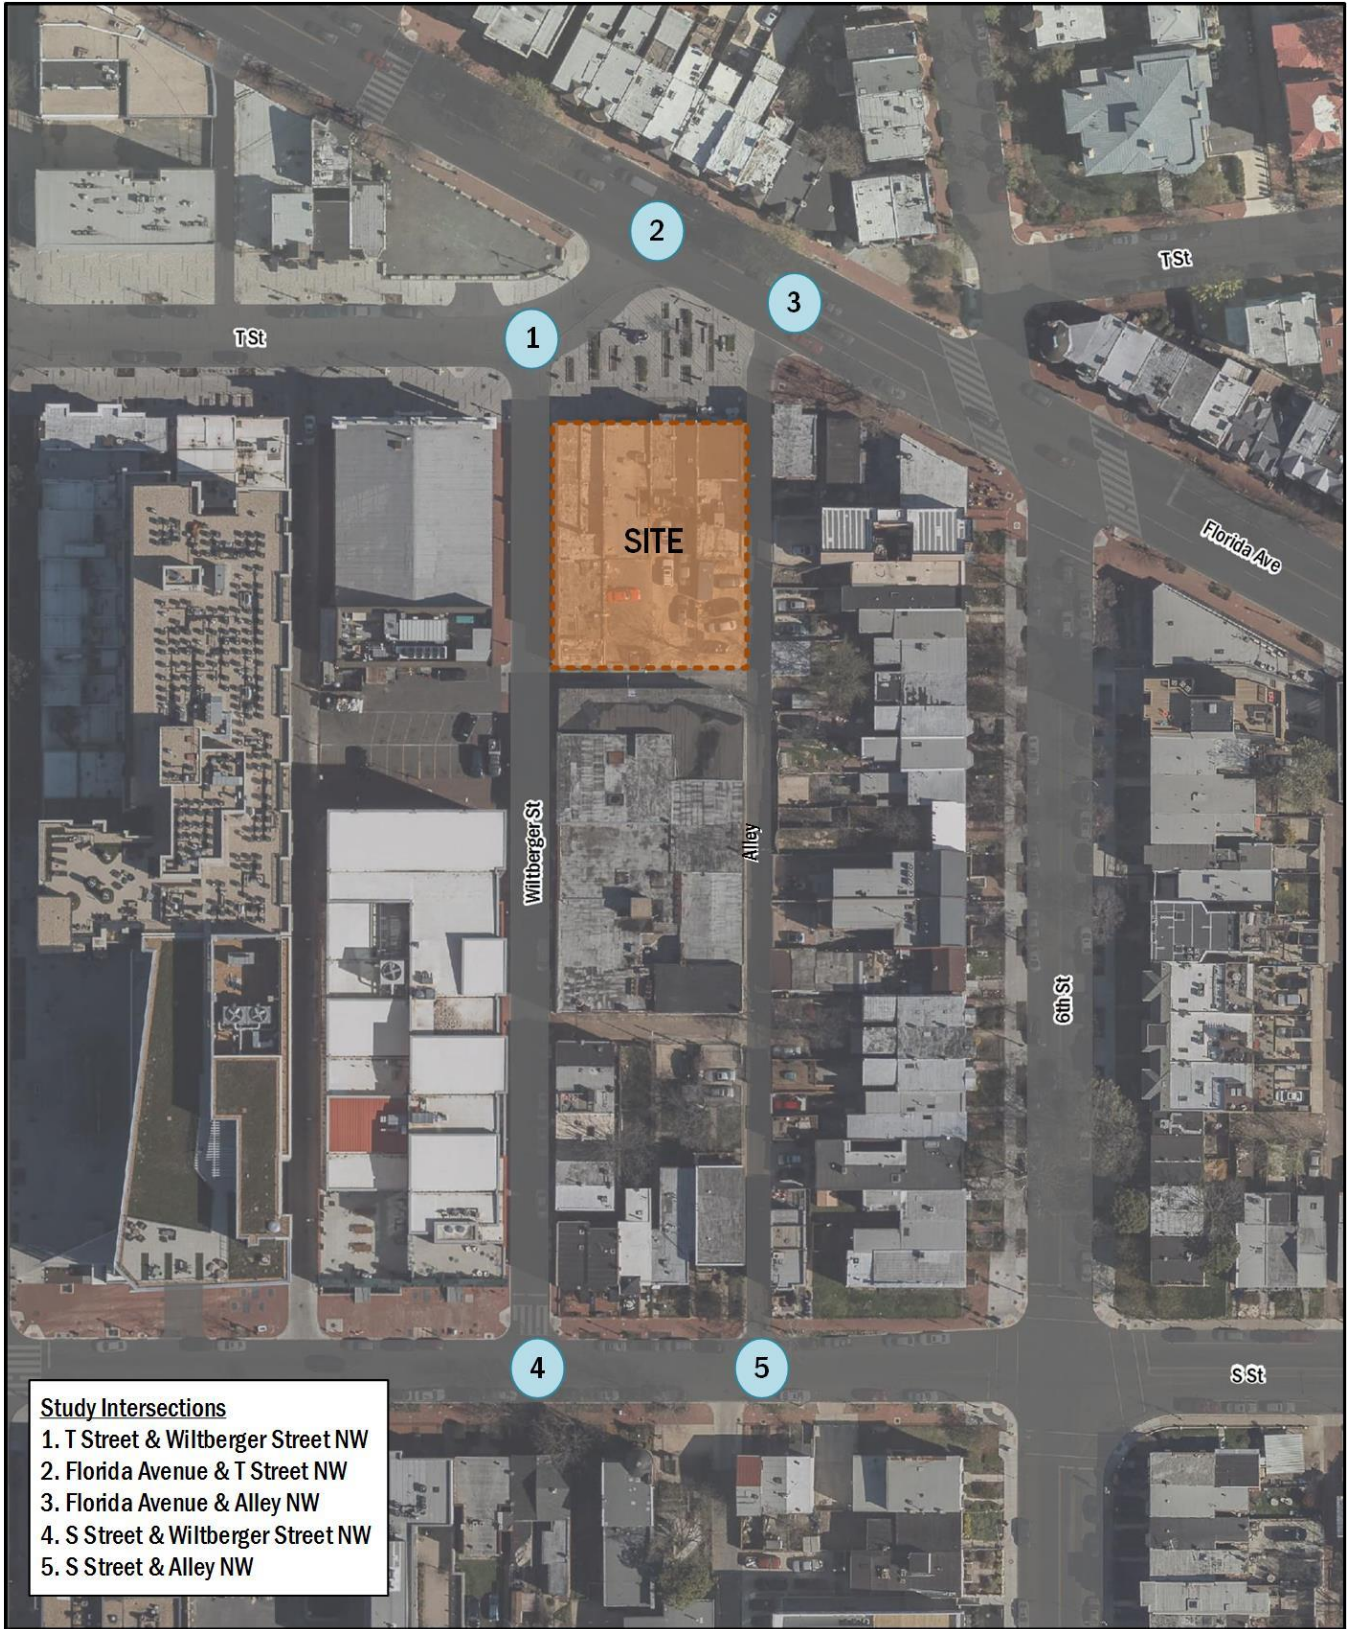 2
T St
3
T St
1
SITE
Florida Ave
Wiltberger St
Alley
6th St
4
5
S St
Study Intersections
1. T Street & Wiltberger Street NW
2. Florida Avenue & T Street NW
3. Florida Avenue & Alley NW
4. S Street & Wiltberger Street NW
5. S Street & Alley NW